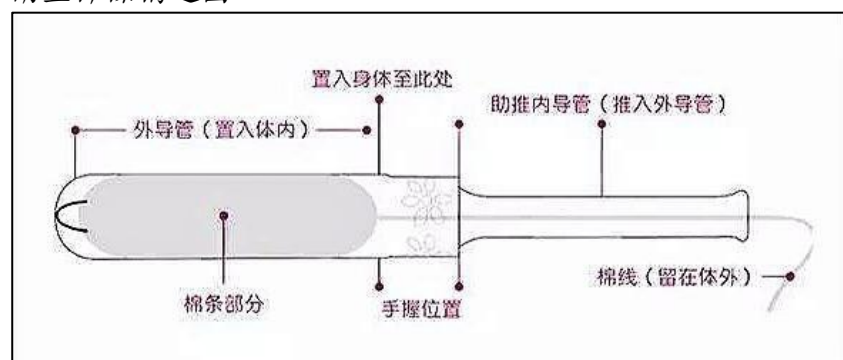 置入身体至此处
助推内导管（推入外导管）
外导管（置入体内）
棉线（留在体外）
棉条部分
手握位置